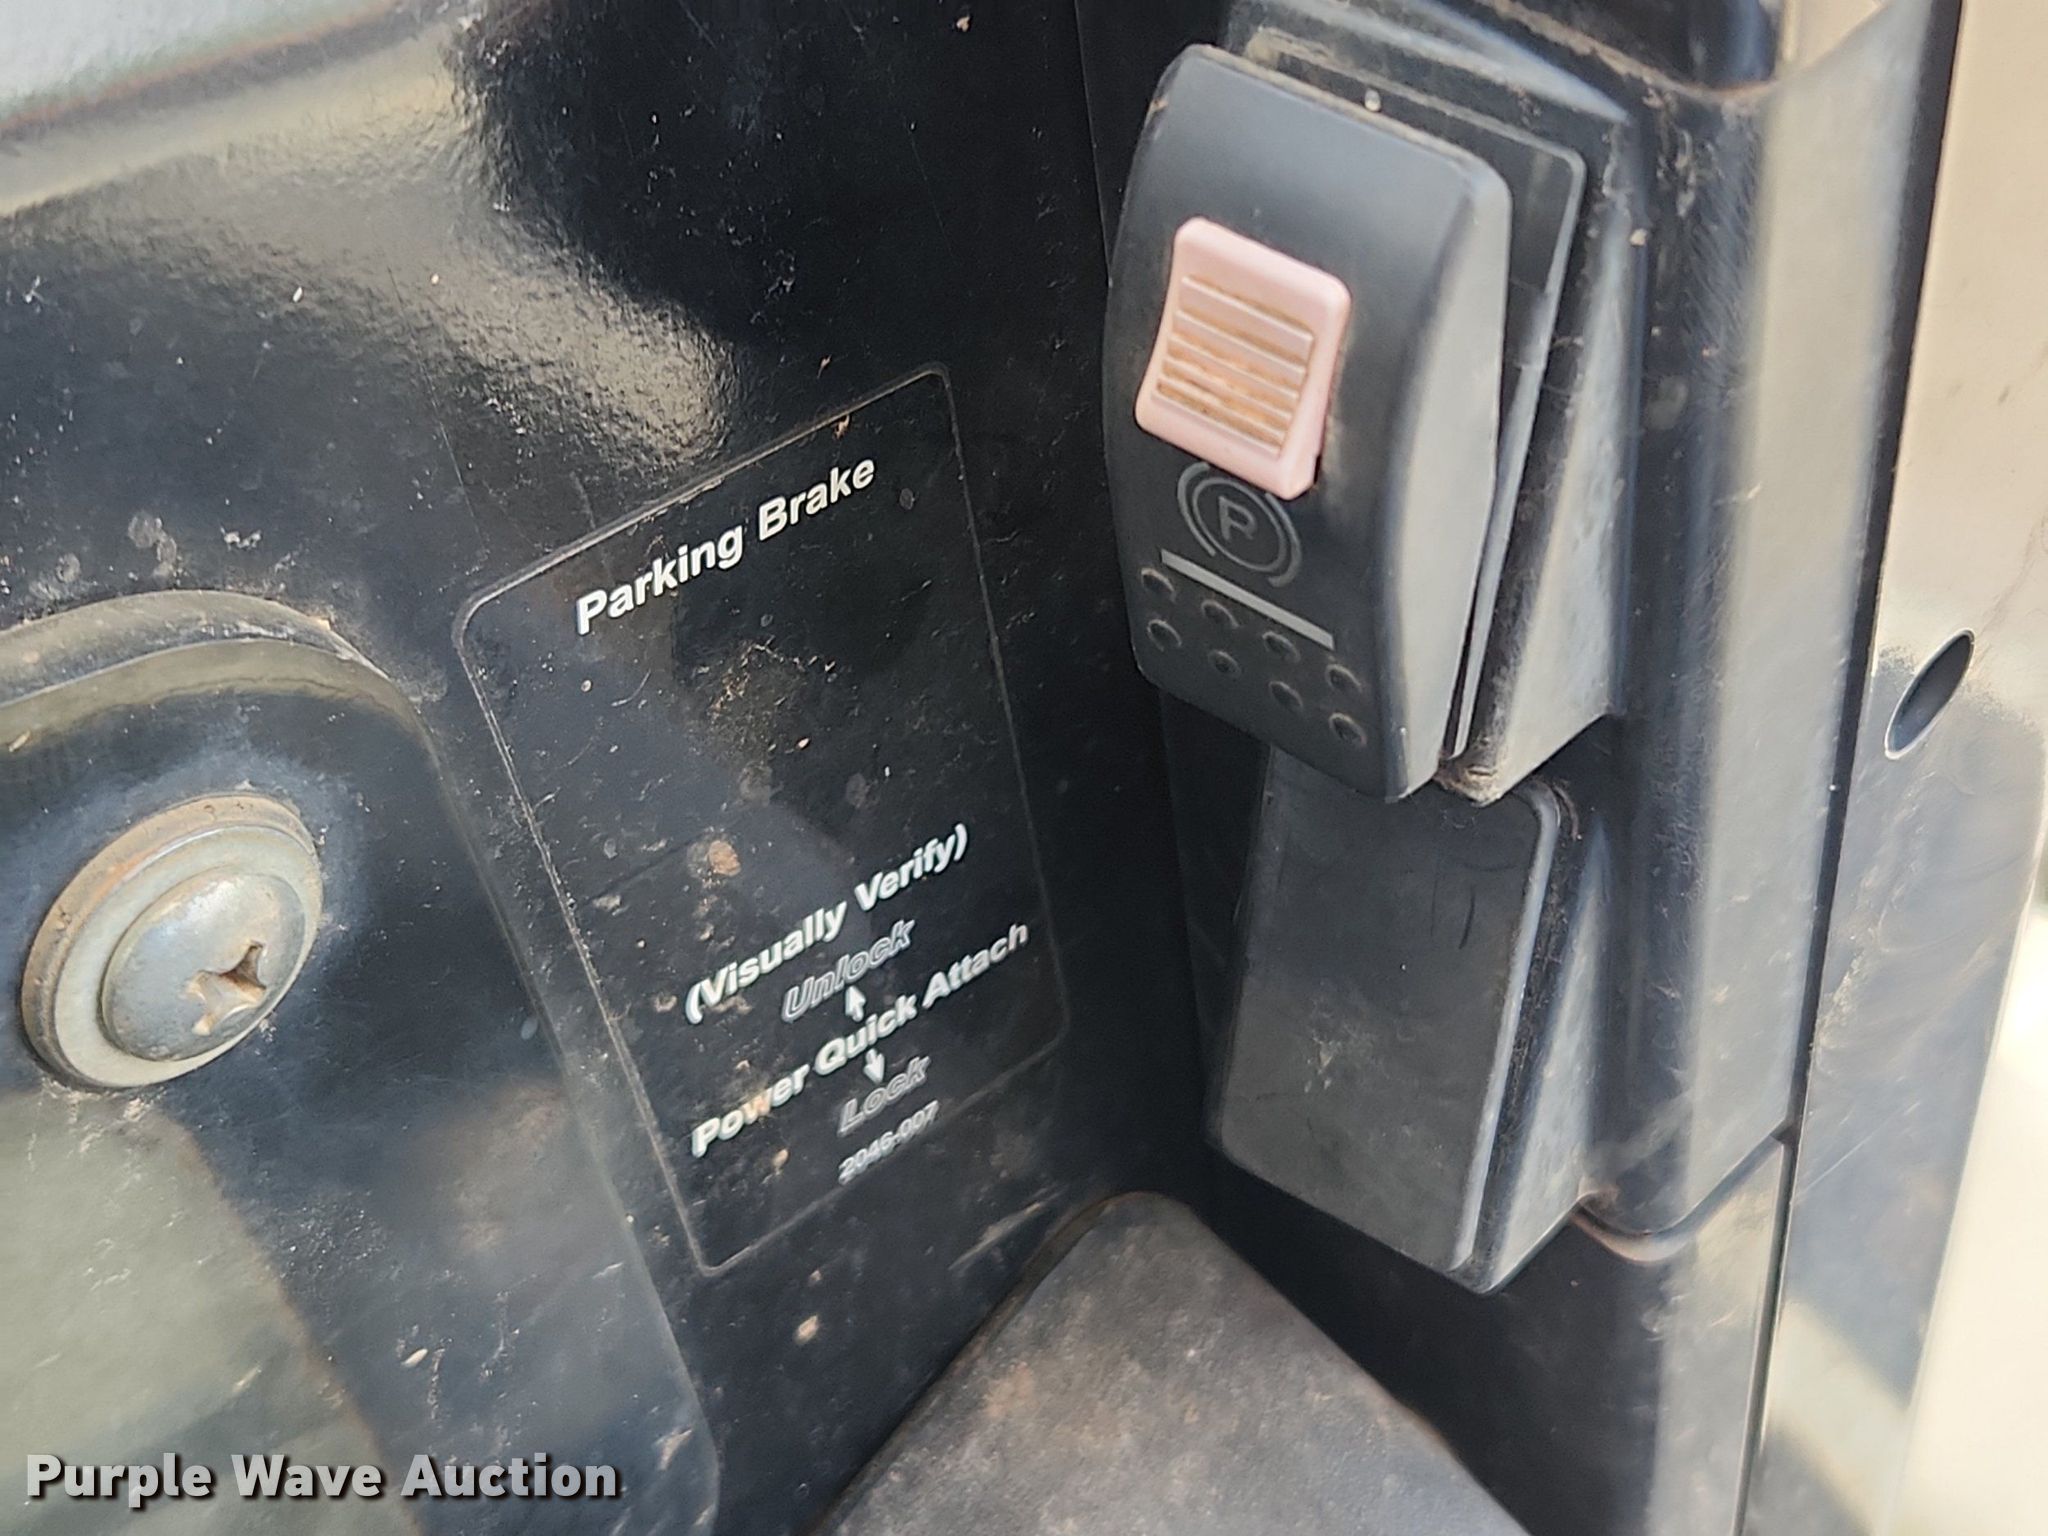 Parking Brake
(Visually Verify)
Unlock
Power Quick Attach
Lock
2046-007
P
Purple Wave Auction